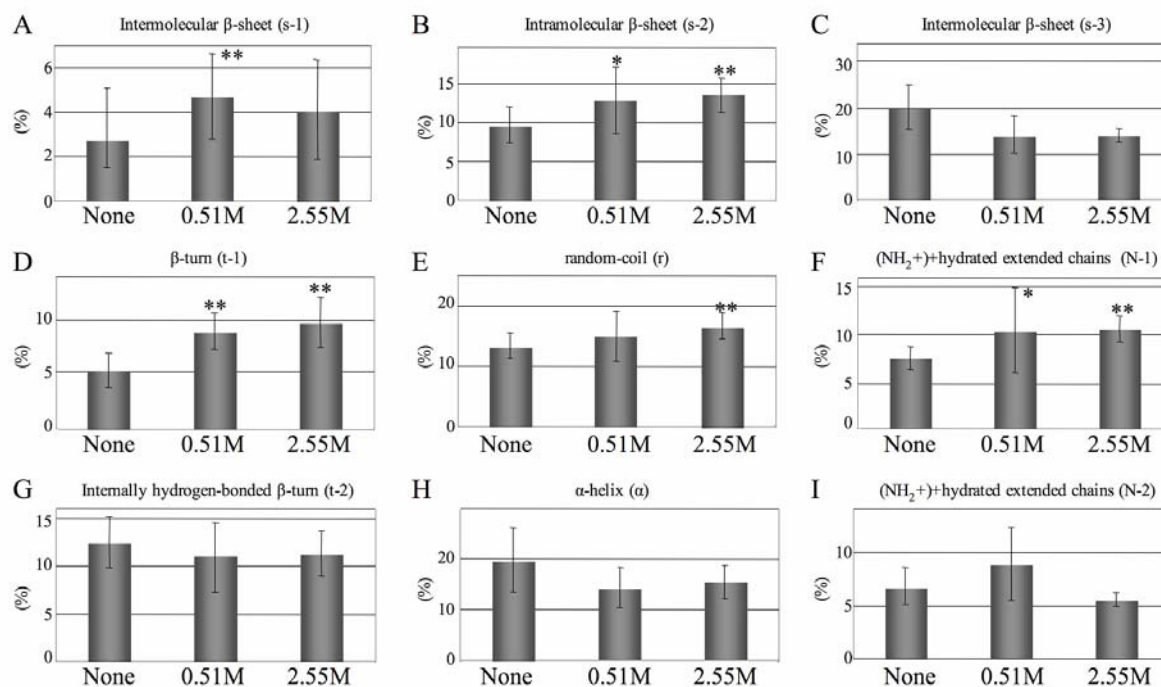 A Intermolecular β-sheet (s-1)
6
4
2
0
(%)
**
None 0.51M 2.55M
B Intramolecular β-sheet (s-2)
15
10
5
0
(%)
* **
None 0.51M 2.55M
C Intermolecular β-sheet (s-3)
30
20
10
0
(%)
None 0.51M 2.55M
D β-turn (t-1)
10
5
0
(%)
** **
None 0.51M 2.55M
E random-coil (r)
20
10
0
(%)
**
None 0.51M 2.55M
F (NH₂+)+hydrated extended chains (N-1)
15
10
5
0
(%)
* **
None 0.51M 2.55M
G Internally hydrogen-bonded β-turn (t-2)
15
10
5
0
(%)
None 0.51M 2.55M
H α-helix (α)
20
10
0
(%)
None 0.51M 2.55M
I (NH₂+)+hydrated extended chains (N-2)
10
5
0
(%)
None 0.51M 2.55M